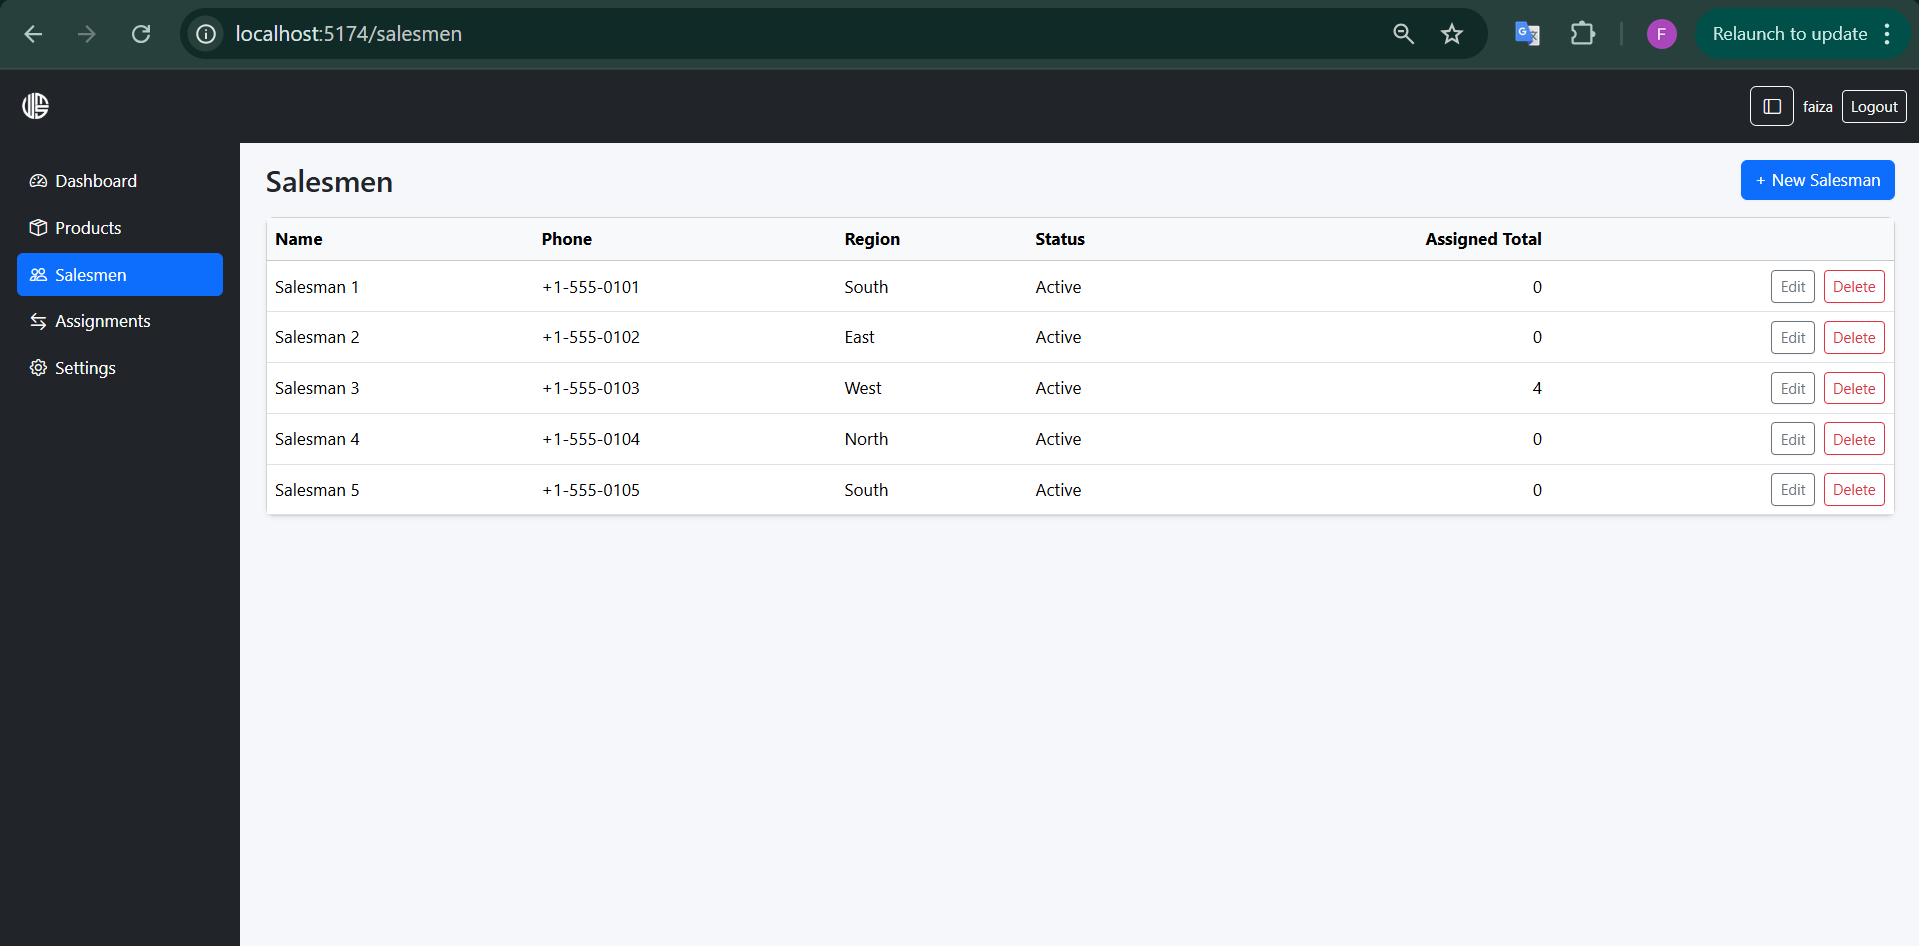 localhost:5174/salesmen
F
Relaunch to update
faiza
Logout
Dashboard
Products
Salesmen
Assignments
Settings
Salesmen
+ New Salesman
Name Phone Region Status Assigned Total
Salesman 1 +1-555-0101 South Active 0 Edit Delete
Salesman 2 +1-555-0102 East Active 0 Edit Delete
Salesman 3 +1-555-0103 West Active 4 Edit Delete
Salesman 4 +1-555-0104 North Active 0 Edit Delete
Salesman 5 +1-555-0105 South Active 0 Edit Delete